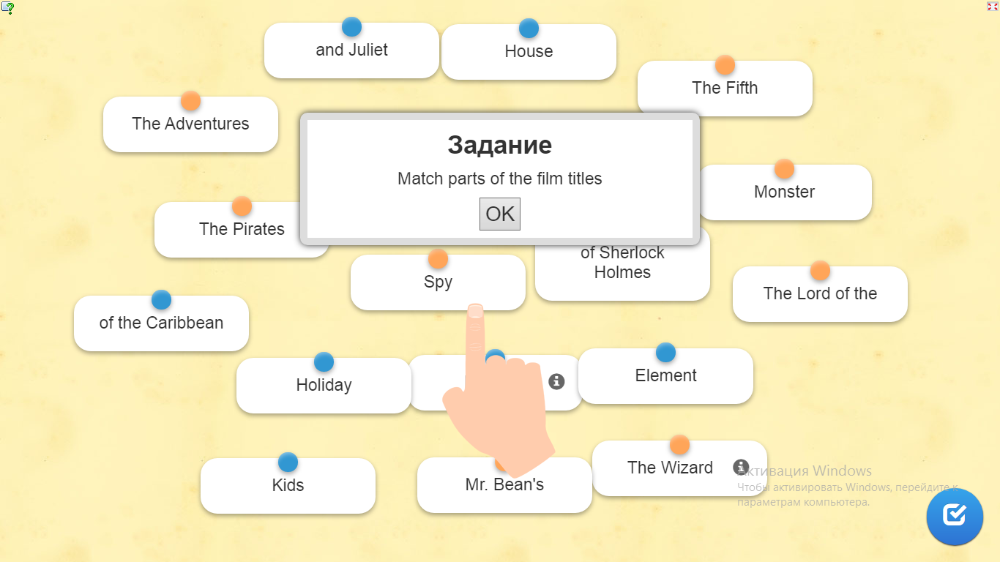 and Juliet
House
The Fifth
The Adventures
Задание
Match parts of the film titles
OK
Monster
The Pirates
of Sherlock
Holmes
Spy
The Lord of the
of the Caribbean
Holiday
Element
The Wizard
Kids
Mr. Bean's
Активация Windows
Чтобы активировать Windows, перейдите к
параметрам компьютера.